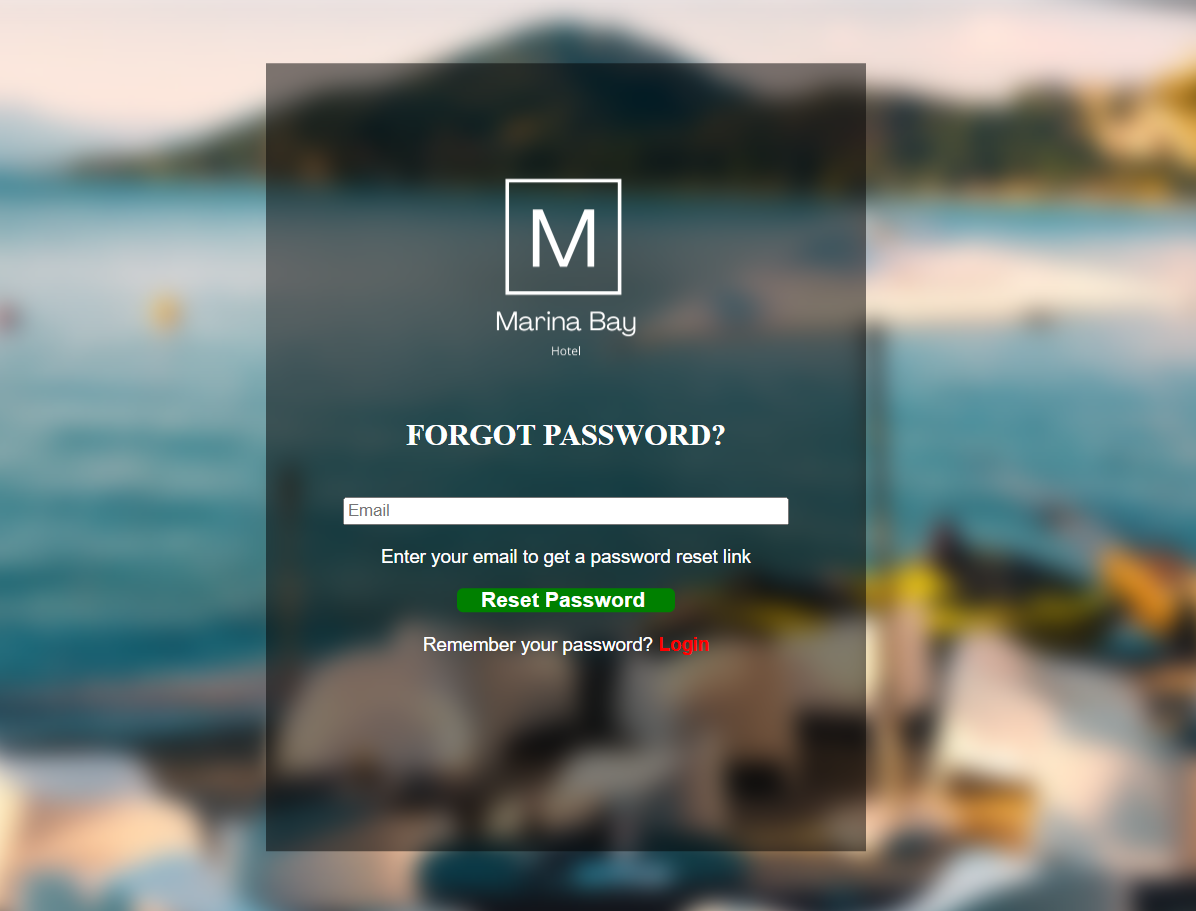 M
Marina Bay
Hotel
FORGOT PASSWORD?
Email
Enter your email to get a password reset link
Reset Password
Remember your password? Login